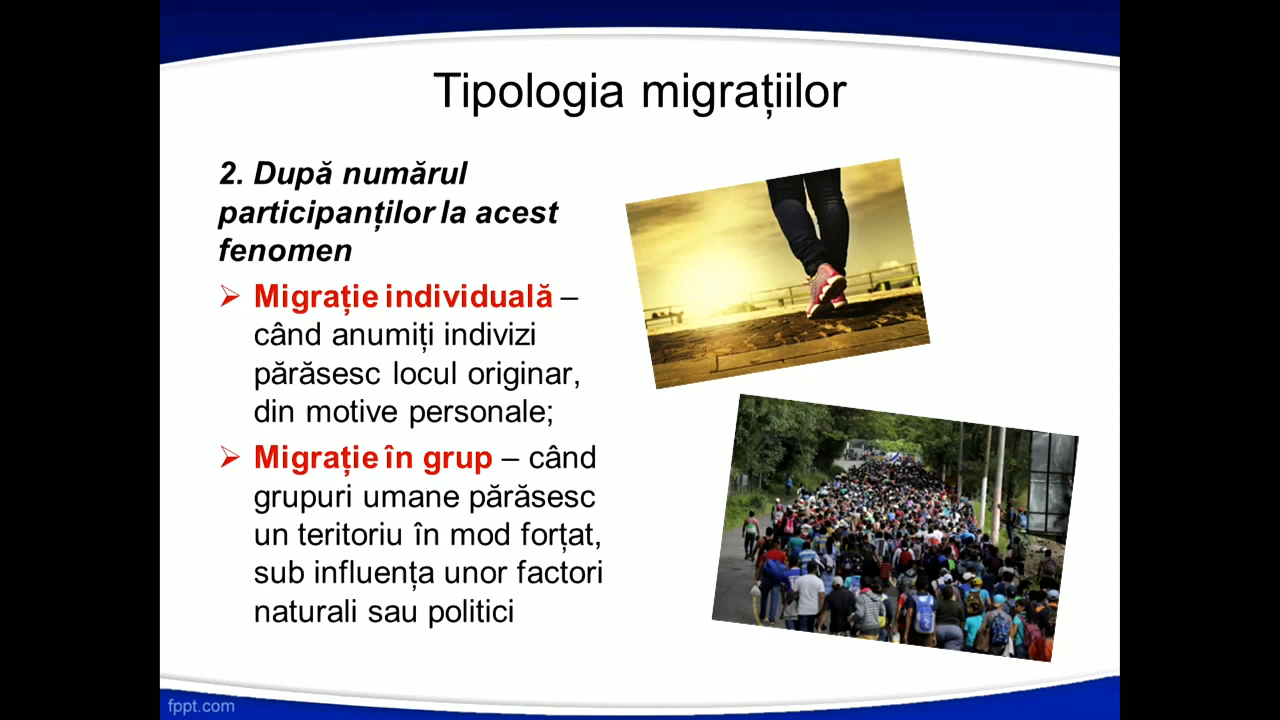 Tipologia migrațiilor
2. După numărul
participanților la acest
fenomen
Migrație individuală –
când anumiți indivizi
părăsesc locul originar,
din motive personale;
Migrație în grup – când
grupuri umane părăsesc
un teritoriu în mod forțat,
sub influența unor factori
naturali sau politici
fppt.com